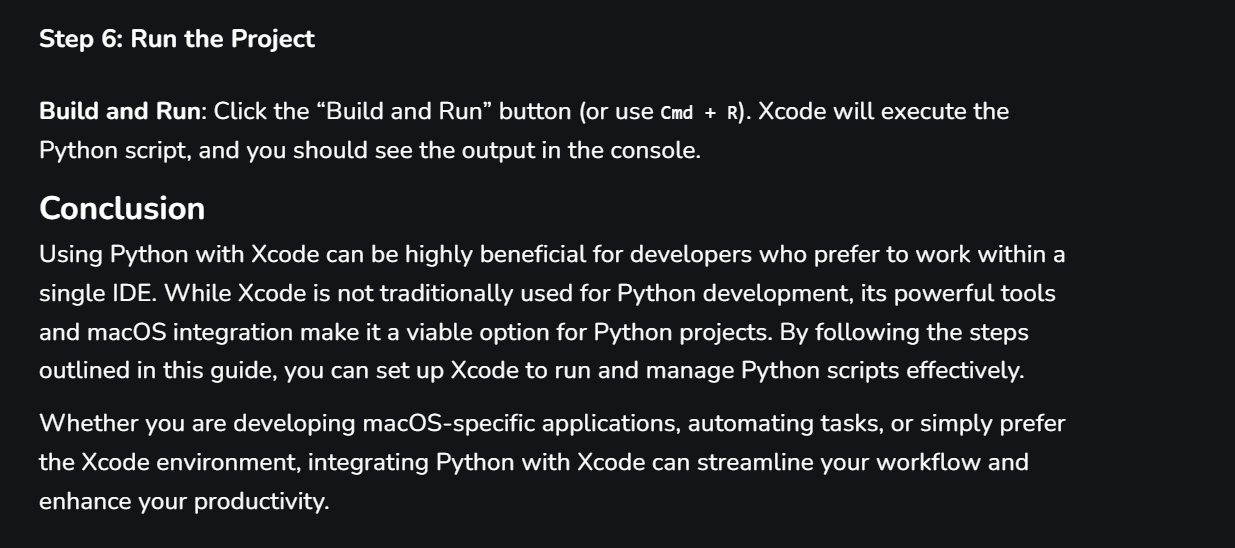 Step 6: Run the Project
Build and Run: Click the “Build and Run” button (or use Cmd + R). Xcode will execute the
Python script, and you should see the output in the console.
Conclusion
Using Python with Xcode can be highly beneficial for developers who prefer to work within a
single IDE. While Xcode is not traditionally used for Python development, its powerful tools
and macOS integration make it a viable option for Python projects. By following the steps
outlined in this guide, you can set up Xcode to run and manage Python scripts effectively.
Whether you are developing macOS-specific applications, automating tasks, or simply prefer
the Xcode environment, integrating Python with Xcode can streamline your workflow and
enhance your productivity.